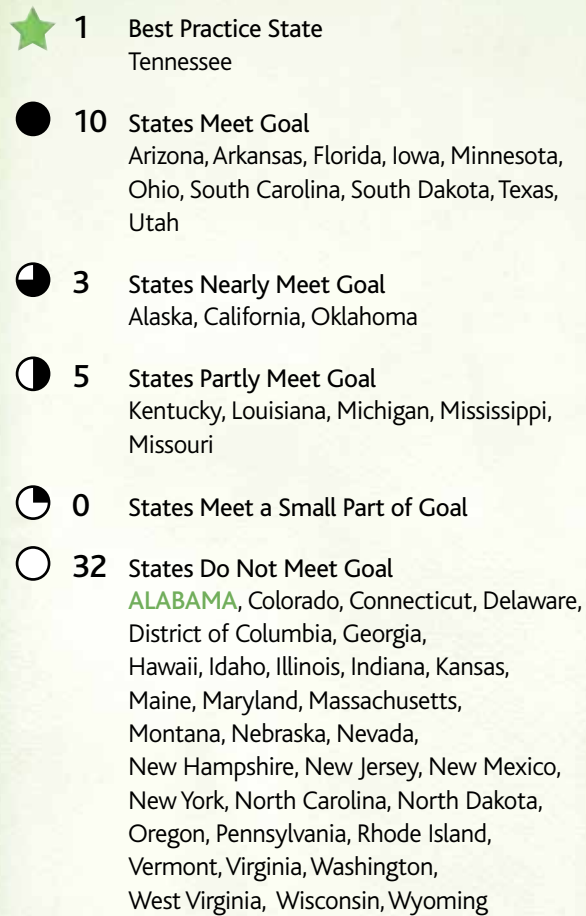 1 Best Practice State
Tennessee
10 States Meet Goal
Arizona, Arkansas, Florida, Iowa, Minnesota,
Ohio, South Carolina, South Dakota, Texas,
Utah
3 States Nearly Meet Goal
Alaska, California, Oklahoma
5 States Partly Meet Goal
Kentucky, Louisiana, Michigan, Mississippi,
Missouri
0 States Meet a Small Part of Goal
32 States Do Not Meet Goal
ALABAMA, Colorado, Connecticut, Delaware,
District of Columbia, Georgia,
Hawaii, Idaho, Illinois, Indiana, Kansas,
Maine, Maryland, Massachusetts,
Montana, Nebraska, Nevada,
New Hampshire, New Jersey, New Mexico,
New York, North Carolina, North Dakota,
Oregon, Pennsylvania, Rhode Island,
Vermont, Virginia, Washington,
West Virginia, Wisconsin, Wyoming